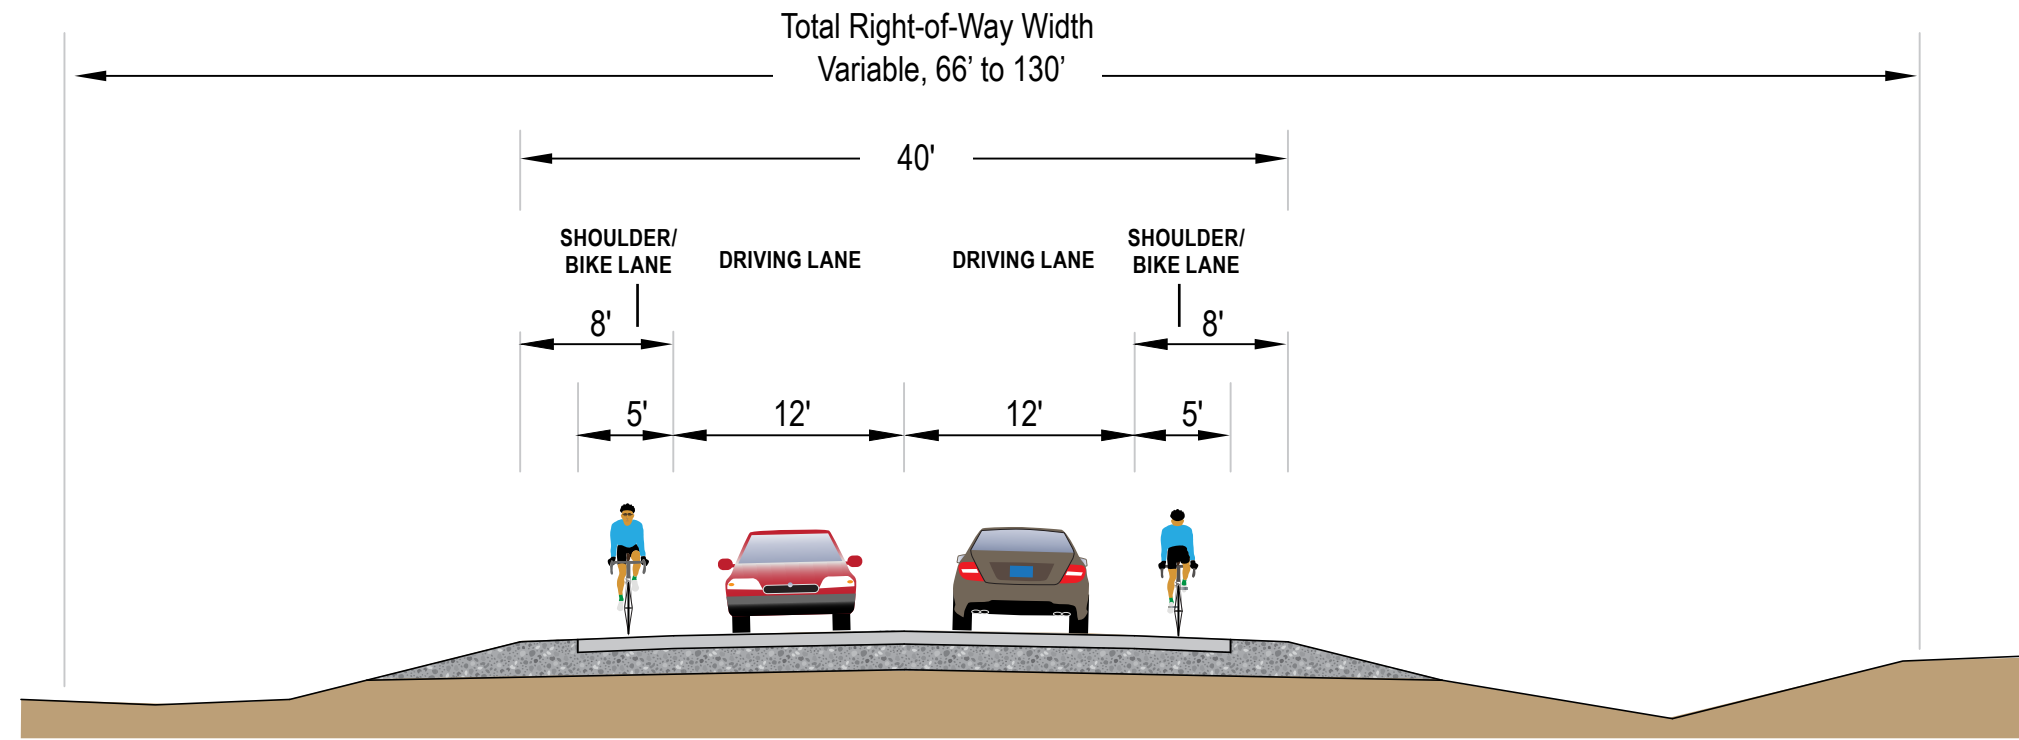 Total Right-of-Way Width
Variable, 66’ to 130’
40'
SHOULDER/
BIKE LANE
DRIVING LANE
DRIVING LANE
SHOULDER/
BIKE LANE
8'
8'
5'
12'
12'
5'